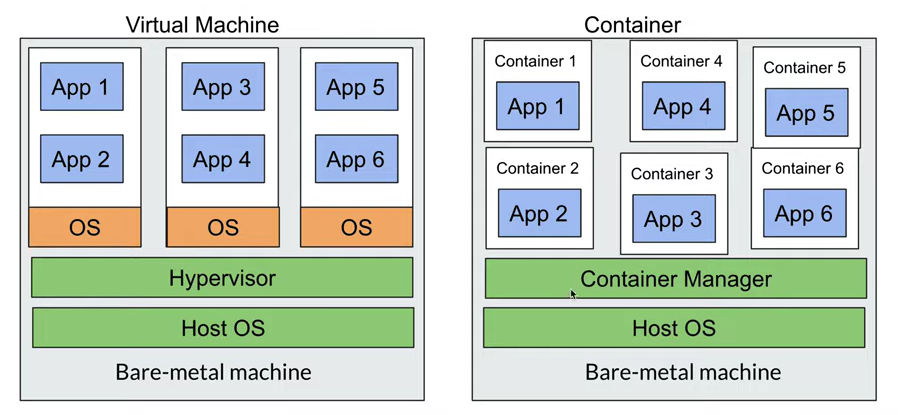 Virtual Machine
App 1
App 2
OS
App 3
App 4
OS
App 5
App 6
OS
Hypervisor
Host OS
Bare-metal machine
Container
Container 1
App 1
Container 4
App 4
Container 5
App 5
Container 2
App 2
Container 3
App 3
Container 6
App 6
Container Manager
Host OS
Bare-metal machine